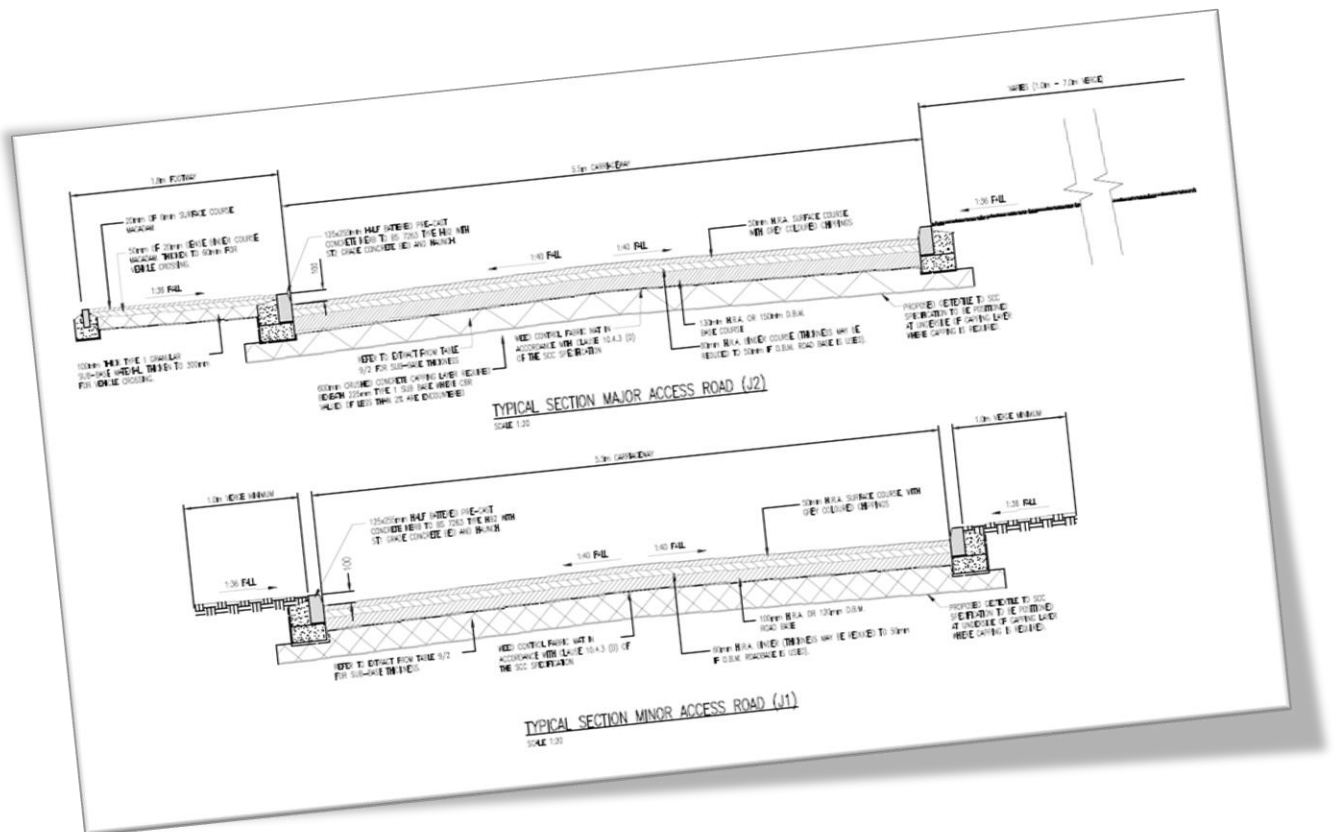 VARIES (1.0m - 7.0m VERGE)
1.8m FOOTWAY
5.5m CARRIAGEWAY
20mm OF 6mm SURFACE COURSE
MACADAM
50mm OF 20mm DENSE BINDER COURSE
MACADAM THICKEN TO 60mm FOR
VEHICLE CROSSING.
1:36 FALL
125x255mm HALF BATTERED PRE-CAST
CONCRETE KERB TO BS 7263 TYPE HB2 WITH
ST1 GRADE CONCRETE BED AND HAUNCH.
100
1:40 FALL
1:40 FALL
50mm H.R.A. SURFACE COURSE,
WITH GREY COLOURED CHIPPINGS
1:36 FALL
100mm THICK TYPE 1 GRANULAR
SUB-BASE MATERIAL THICKEN TO 300mm
FOR VEHICLE CROSSING.
REFER TO EXTRACT FROM TABLE
9/2 FOR SUB-BASE THICKNESS
600mm CRUSHED CONCRETE CAPPING LAYER REQUIRED
BENEATH 225mm TYPE 1 SUB BASE WHERE CBR
VALUES OF LESS THAN 2% ARE ENCOUNTERED
WEED CONTROL FABRIC MAT IN
ACCORDANCE WITH CLAUSE 10.4.3 (D)
OF THE SCC SPECIFICATION
130mm H.R.A. OR 150mm D.B.M.
BASE COURSE
60mm H.R.A. BINDER COURSE (THICKNESS MAY BE
REDUCED TO 50mm IF D.B.M. ROAD BASE IS USED).
PROPOSED GEOTEXTILE TO SCC
SPECIFICATION TO BE POSITIONED
AT UNDERSIDE OF CAPPING LAYER
WHERE CAPPING IS REQUIRED.
TYPICAL SECTION MAJOR ACCESS ROAD (J2)
SCALE 1:20
1.0m VERGE MINIMUM
5.5m CARRIAGEWAY
1.0m VERGE MINIMUM
125x255mm HALF BATTERED PRE-CAST
CONCRETE KERB TO BS 7263 TYPE HB2 WITH
ST1 GRADE CONCRETE BED AND HAUNCH
100
1:36 FALL
1:40 FALL
1:40 FALL
50mm H.R.A. SURFACE COURSE, WITH
GREY COLOURED CHIPPINGS
1:36 FALL
REFER TO EXTRACT FROM TABLE 9/2
FOR SUB-BASE THICKNESS
WEED CONTROL FABRIC MAT IN
ACCORDANCE WITH CLAUSE 10.4.3 (D) OF
THE SCC SPECIFICATION
100mm H.R.A. OR 120mm D.B.M.
ROAD BASE
60mm H.R.A. BINDER (THICKNESS MAY BE REDUCED TO 50mm
IF D.B.M. ROADBASE IS USED).
PROPOSED GEOTEXTILE TO SCC
SPECIFICATION TO BE POSITIONED
AT UNDERSIDE OF CAPPING LAYER
WHERE CAPPING IS REQUIRED.
TYPICAL SECTION MINOR ACCESS ROAD (J1)
SCALE 1:20